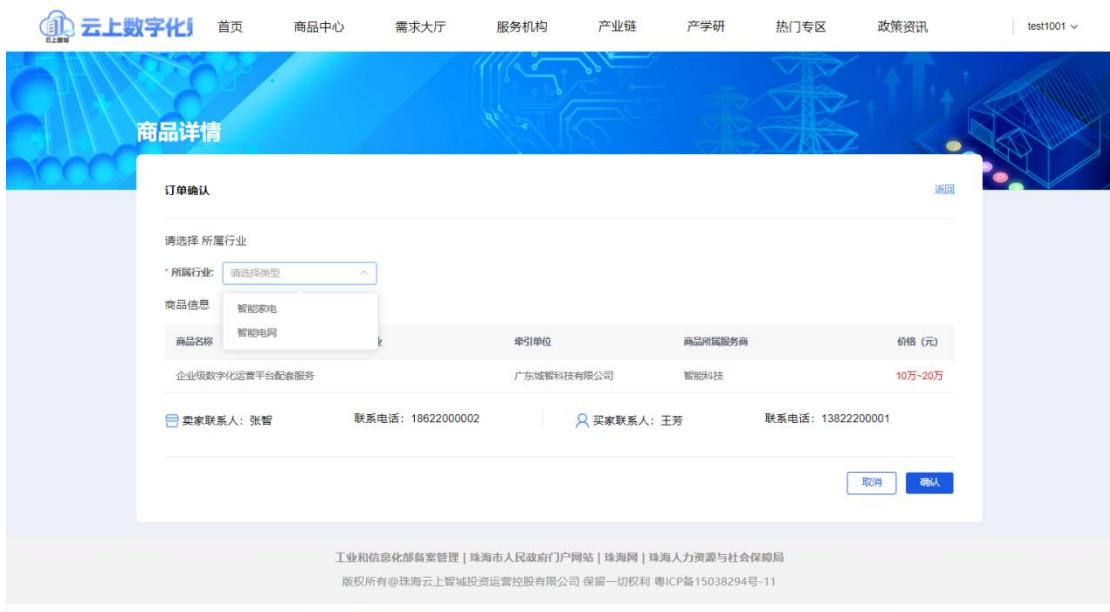 云上数字化 首页 商品中心 需求大厅 服务机构 产业链 产学研 热门专区 政策资讯 test1001
云上智城
商品详情
订单确认 返回
请选择 所属行业
* 所属行业: 请选择类型
商品信息
智能家电
智能电网
商品名称 牵引单位 商品所属服务商 价格（元）
企业级数字化运营平台配套服务 广东城智科技有限公司 智能科技 10万~20万
卖家联系人：张智 联系电话：18622000002 买家联系人：王芳 联系电话：13822200001
取消 确认
工业和信息化部备案管理 | 珠海市人民政府门户网站 | 珠海网 | 珠海人力资源与社会保障局
版权所有@珠海云上智城投资运营控股有限公司 保留一切权利 粤ICP备15038294号-11